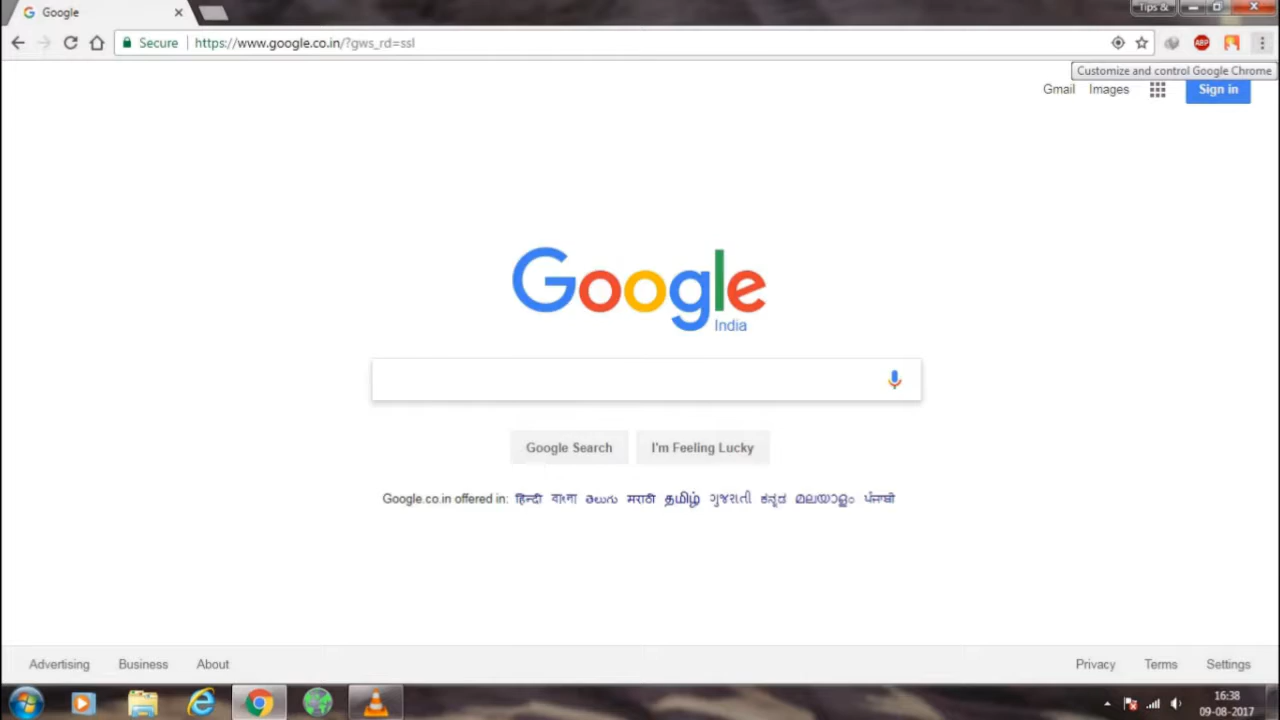 Google
Tips &
Secure
https://www.google.co.in/?gws_rd=ssl
ABP
Customize and control Google Chrome
Gmail Images
Sign in
Google
India
Google Search
I'm Feeling Lucky
Google.co.in offered in: हिन्दी বাংলা తెలుగు मराठी தமிழ் ગુજરાતી ಕನ್ನಡ മലയാളം ਪੰਜਾਬੀ
Advertising Business About
Privacy Terms Settings
16:38
09-08-2017